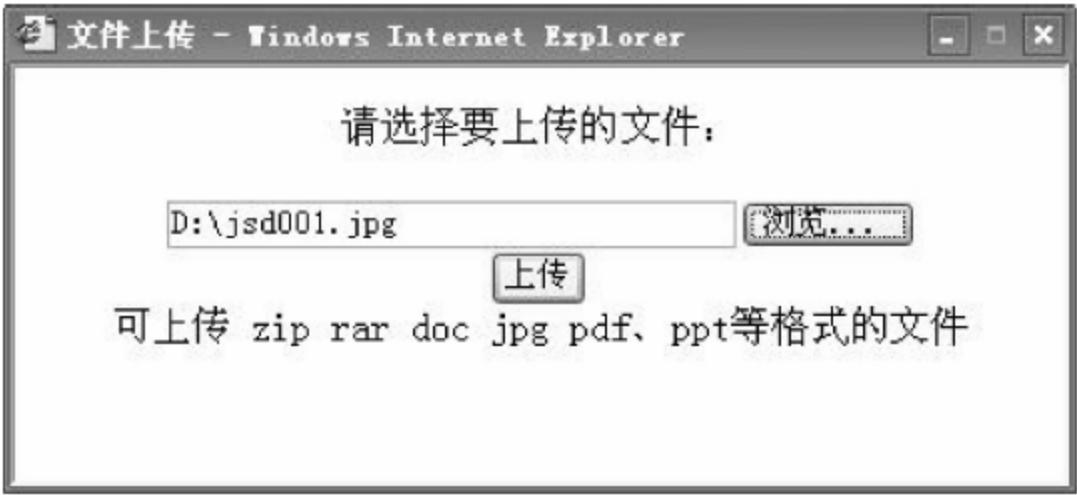 文件上传 - Windows Internet Explorer
请选择要上传的文件：
D:\jsd001.jpg 浏览...
上传
可上传 zip rar doc jpg pdf、ppt等格式的文件